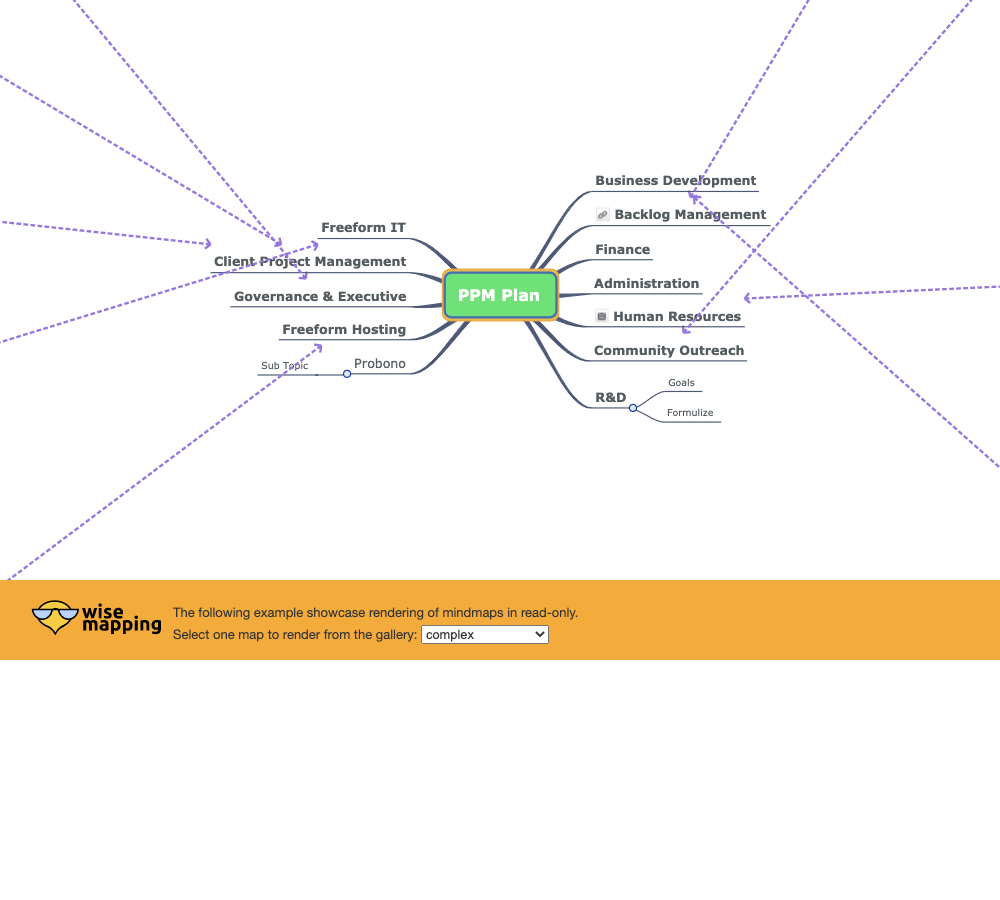 Freeform IT
Client Project Management
Governance & Executive
Freeform Hosting
Probono
Sub Topic
PPM Plan
Business Development
Backlog Management
Finance
Administration
Human Resources
Community Outreach
R&D
Goals
Formulize
wise
mapping
The following example showcase rendering of mindmaps in read-only.
Select one map to render from the gallery: complex